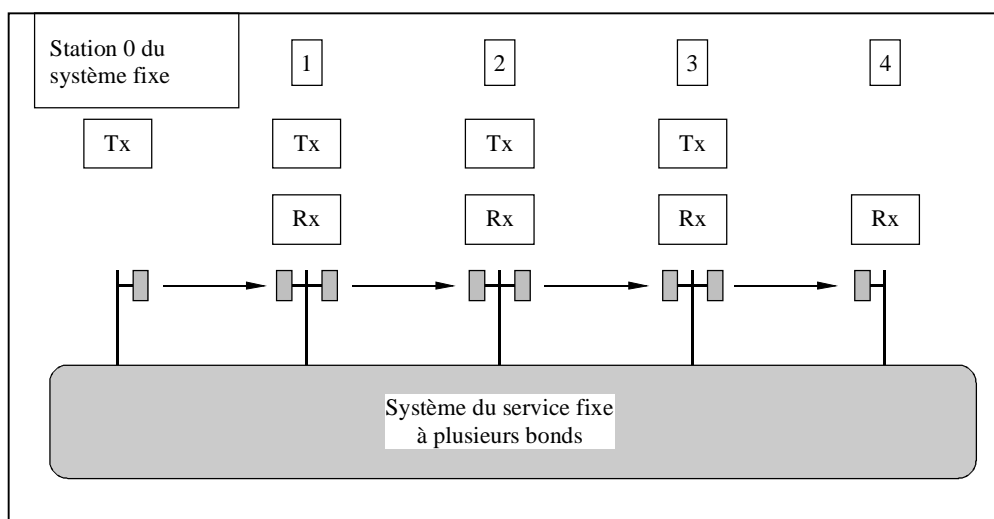 Station 0 du
système fixe
1
2
3
4
Tx
Tx
Tx
Tx
Rx
Rx
Rx
Rx
Système du service fixe
à plusieurs bonds